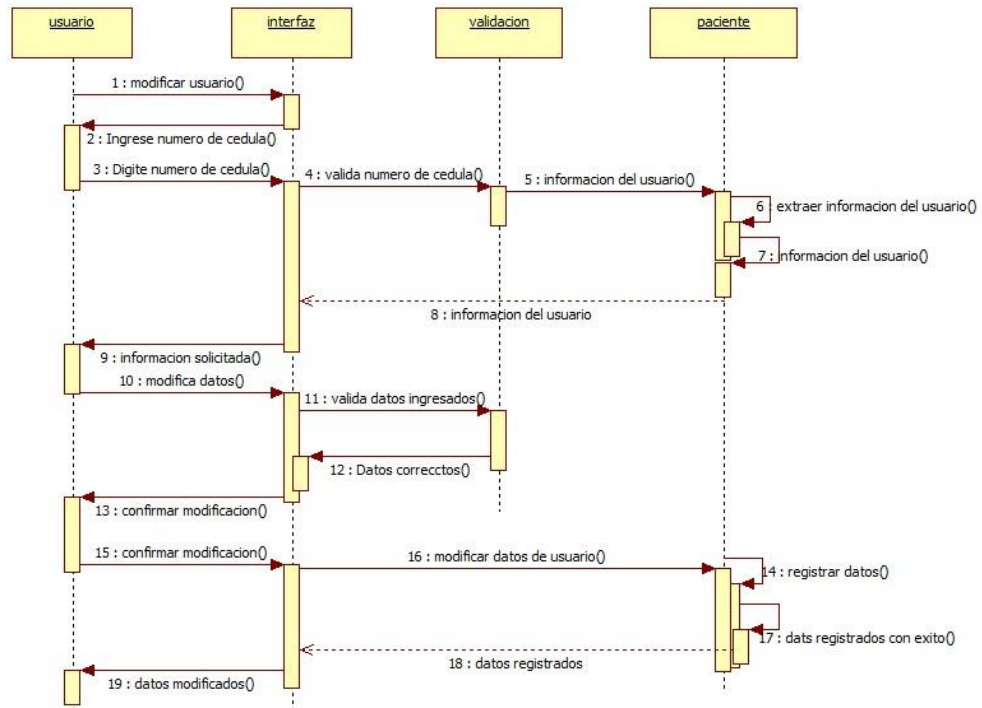 usuario
interfaz
validacion
paciente
1 : modificar usuario()
2 : Ingrese numero de cedula()
3 : Digite numero de cedula()
4 : valida numero de cedula()
5 : informacion del usuario()
6 : extraer informacion del usuario()
7 : informacion del usuario()
8 : informacion del usuario
9 : informacion solicitada()
10 : modifica datos()
11 : valida datos ingresados()
12 : Datos correcctos()
13 : confirmar modificacion()
15 : confirmar modificacion()
16 : modificar datos de usuario()
14 : registrar datos()
17 : dats registrados con exito()
18 : datos registrados
19 : datos modificados()